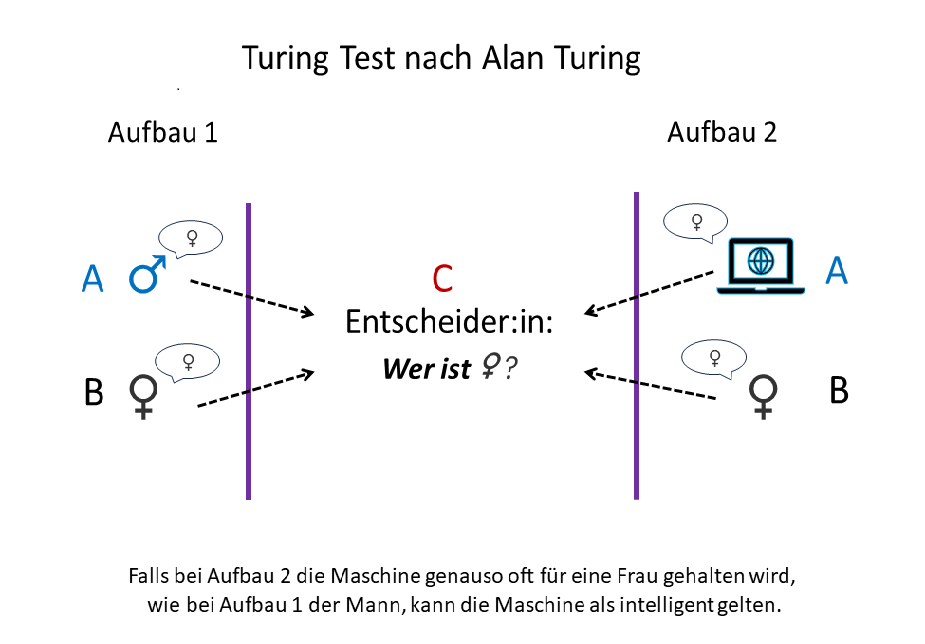 Turing Test nach Alan Turing
Aufbau 1
Aufbau 2
♀
♀
A ♂
C
A
Entscheider:in:
Wer ist ♀?
♀
♀
B ♀
♀ B
Falls bei Aufbau 2 die Maschine genauso oft für eine Frau gehalten wird,
wie bei Aufbau 1 der Mann, kann die Maschine als intelligent gelten.